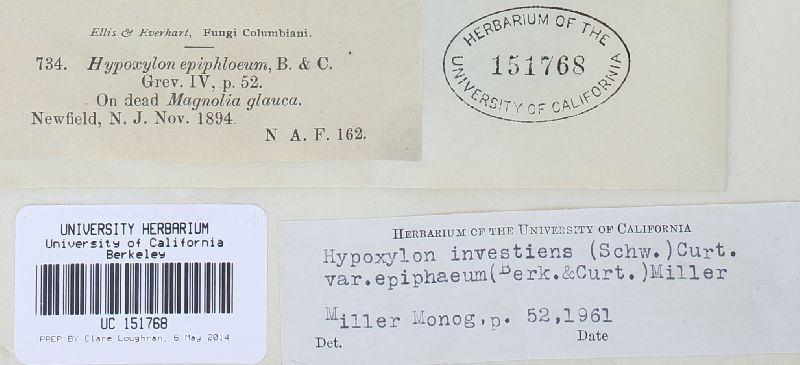 Ellis & Everhart, Fungi Columbiani.
734. Hypoxylon epiphloeum, B. & C.
Grev. IV, p. 52.
On dead Magnolia glauca.
Newfield, N. J. Nov. 1894.
N A. F. 162.
HERBARIUM OF THE
151768
UNIVERSITY OF CALIFORNIA
UNIVERSITY HERBARIUM
University of California
Berkeley
UC 151768
PREP BY Clare Loughran, 6 May 2014
HERBARIUM OF THE UNIVERSITY OF CALIFORNIA
Hypoxylon investiens (Schw.)Curt.
var.epiphaeum(Berk.&Curt.)Miller
Miller Monog,p. 52,1961
Det. Date